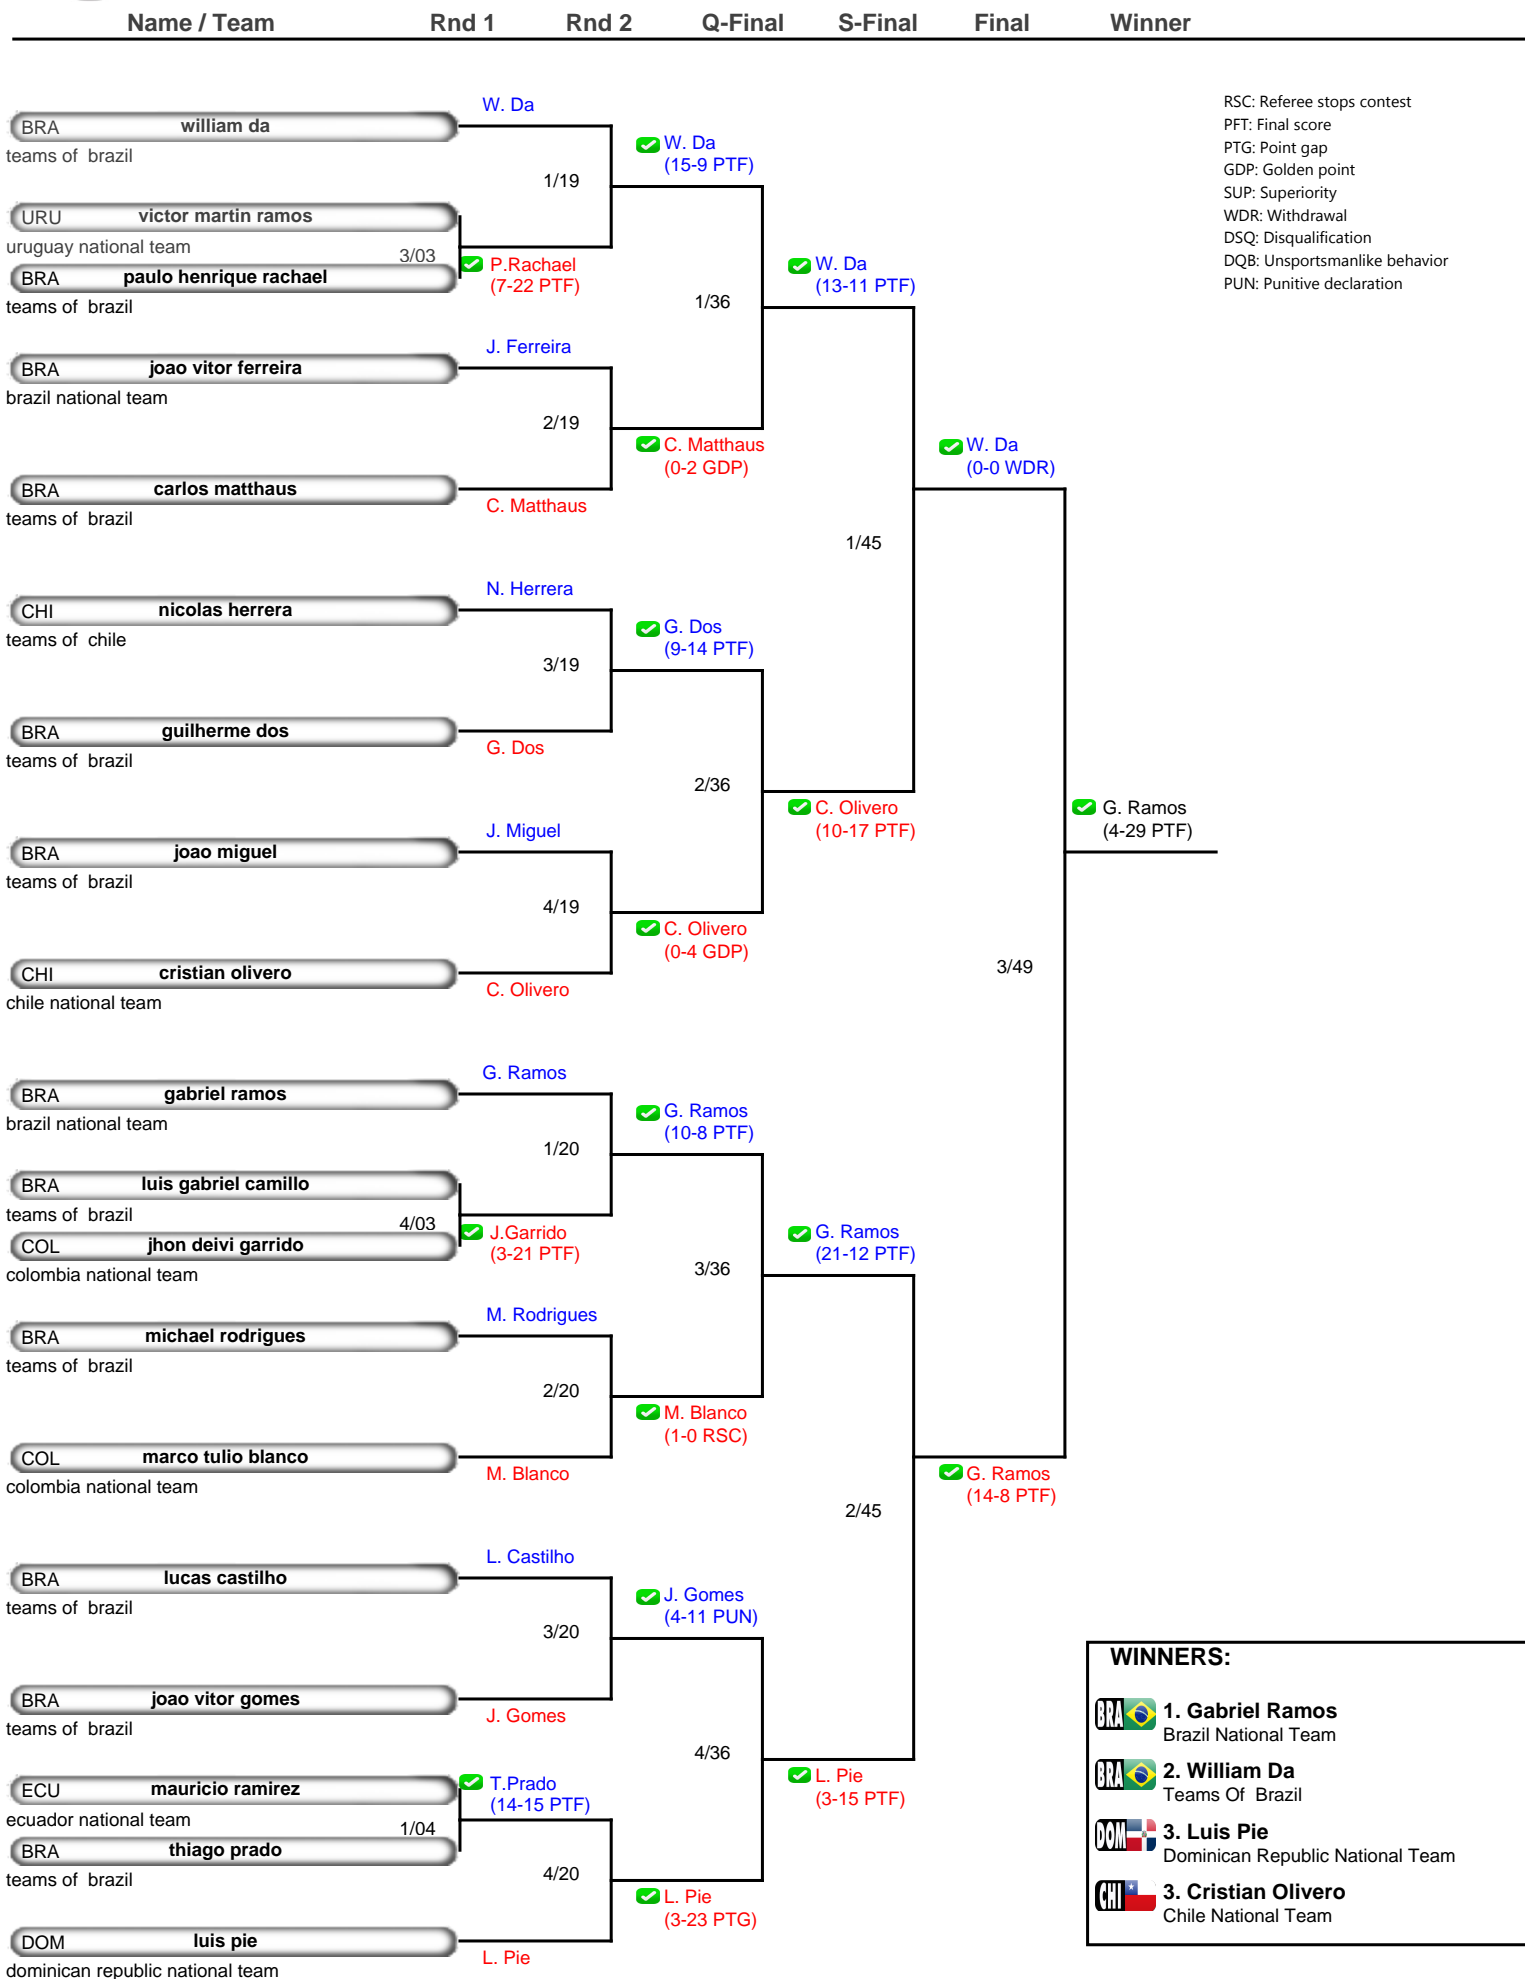 Name / Team Rnd 1 Rnd 2 Q-Final S-Final Final Winner
W. Da
BRA william da
teams of  brazil
1/19
W. Da
(15-9 PTF)
URU victor martin ramos
uruguay national team
3/03
BRA paulo henrique rachael
teams of  brazil
P.Rachael
(7-22 PTF)
1/36
W. Da
(13-11 PTF)
RSC: Referee stops contest
PFT: Final score
PTG: Point gap
GDP: Golden point
SUP: Superiority
WDR: Withdrawal
DSQ: Disqualification
DQB: Unsportsmanlike behavior
PUN: Punitive declaration
J. Ferreira
BRA joao vitor ferreira
brazil national team
2/19
C. Matthaus
(0-2 GDP)
BRA carlos matthaus
teams of  brazil
C. Matthaus
W. Da
(0-0 WDR)
1/45
N. Herrera
CHI nicolas herrera
teams of  chile
3/19
G. Dos
(9-14 PTF)
BRA guilherme dos
teams of  brazil
G. Dos
2/36
C. Olivero
(10-17 PTF)
J. Miguel
BRA joao miguel
teams of  brazil
4/19
C. Olivero
(0-4 GDP)
CHI cristian olivero
chile national team
C. Olivero
G. Ramos
(4-29 PTF)
3/49
G. Ramos
BRA gabriel ramos
brazil national team
1/20
G. Ramos
(10-8 PTF)
BRA luis gabriel camillo
teams of  brazil
4/03
COL jhon deivi garrido
colombia national team
J.Garrido
(3-21 PTF)
3/36
G. Ramos
(21-12 PTF)
M. Rodrigues
BRA michael rodrigues
teams of  brazil
2/20
M. Blanco
(1-0 RSC)
COL marco tulio blanco
colombia national team
M. Blanco
2/45
G. Ramos
(14-8 PTF)
L. Castilho
BRA lucas castilho
teams of  brazil
3/20
J. Gomes
(4-11 PUN)
BRA joao vitor gomes
teams of  brazil
J. Gomes
4/36
L. Pie
(3-15 PTF)
ECU mauricio ramirez
ecuador national team
1/04
T.Prado
(14-15 PTF)
BRA thiago prado
teams of  brazil
4/20
L. Pie
(3-23 PTG)
DOM luis pie
dominican republic national team
L. Pie
WINNERS:
BRA 1. Gabriel Ramos
Brazil National Team
BRA 2. William Da
Teams Of  Brazil
DOM 3. Luis Pie
Dominican Republic National Team
CHI 3. Cristian Olivero
Chile National Team